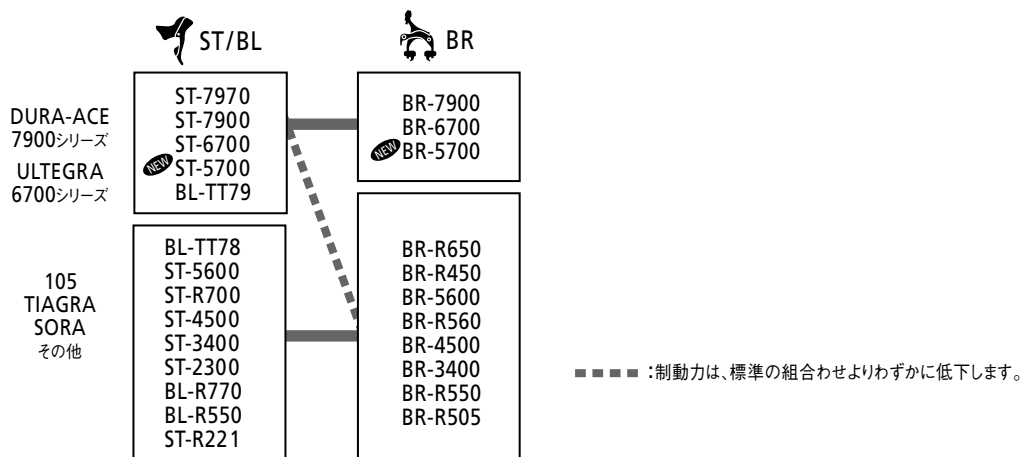 ST/BL
BR
DURA-ACE
7900シリーズ
ULTEGRA
6700シリーズ
ST-7970
ST-7900
ST-6700
NEW ST-5700
BL-TT79
BR-7900
BR-6700
NEW BR-5700
105
TIAGRA
SORA
その他
BL-TT78
ST-5600
ST-R700
ST-4500
ST-3400
ST-2300
BL-R770
BL-R550
ST-R221
BR-R650
BR-R450
BR-5600
BR-R560
BR-4500
BR-3400
BR-R550
BR-R505
:制動力は、標準の組合わせよりわずかに低下します。